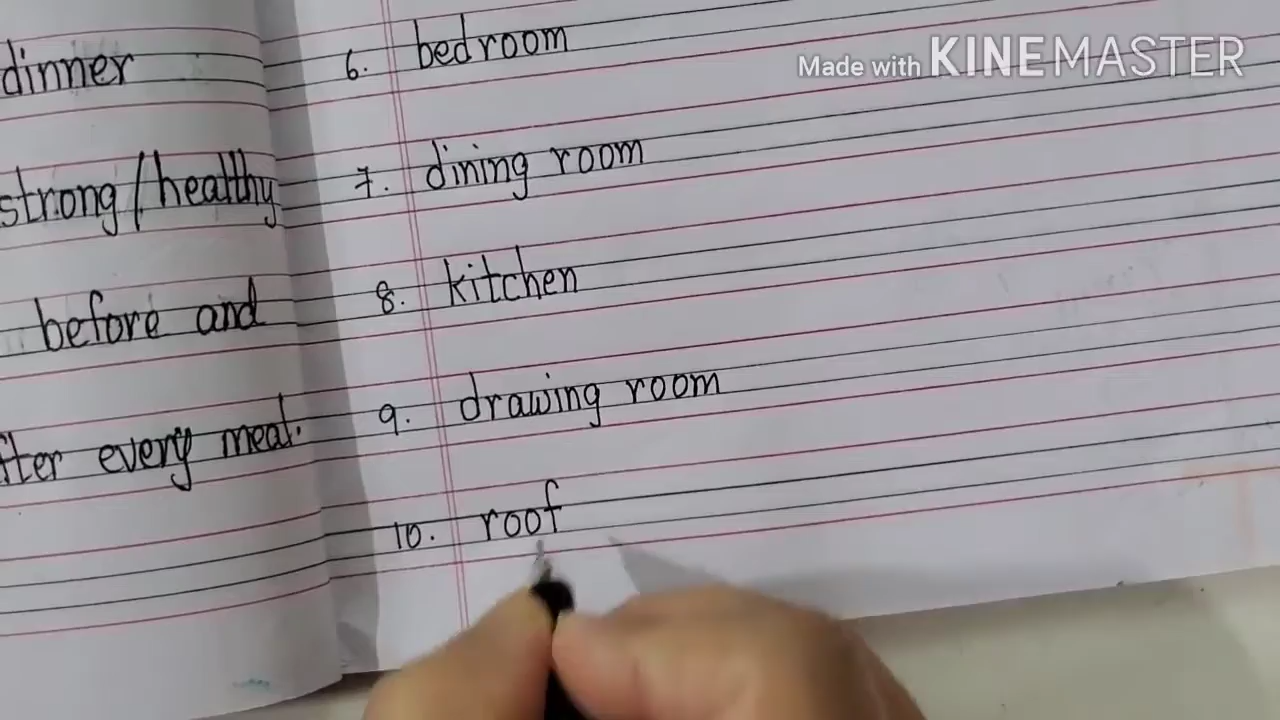 dinner
strong/healthy
before and
fter every meal.
6. bedroom
7. dining room
8. kitchen
9. drawing room
10. roof
Made with KINEMASTER